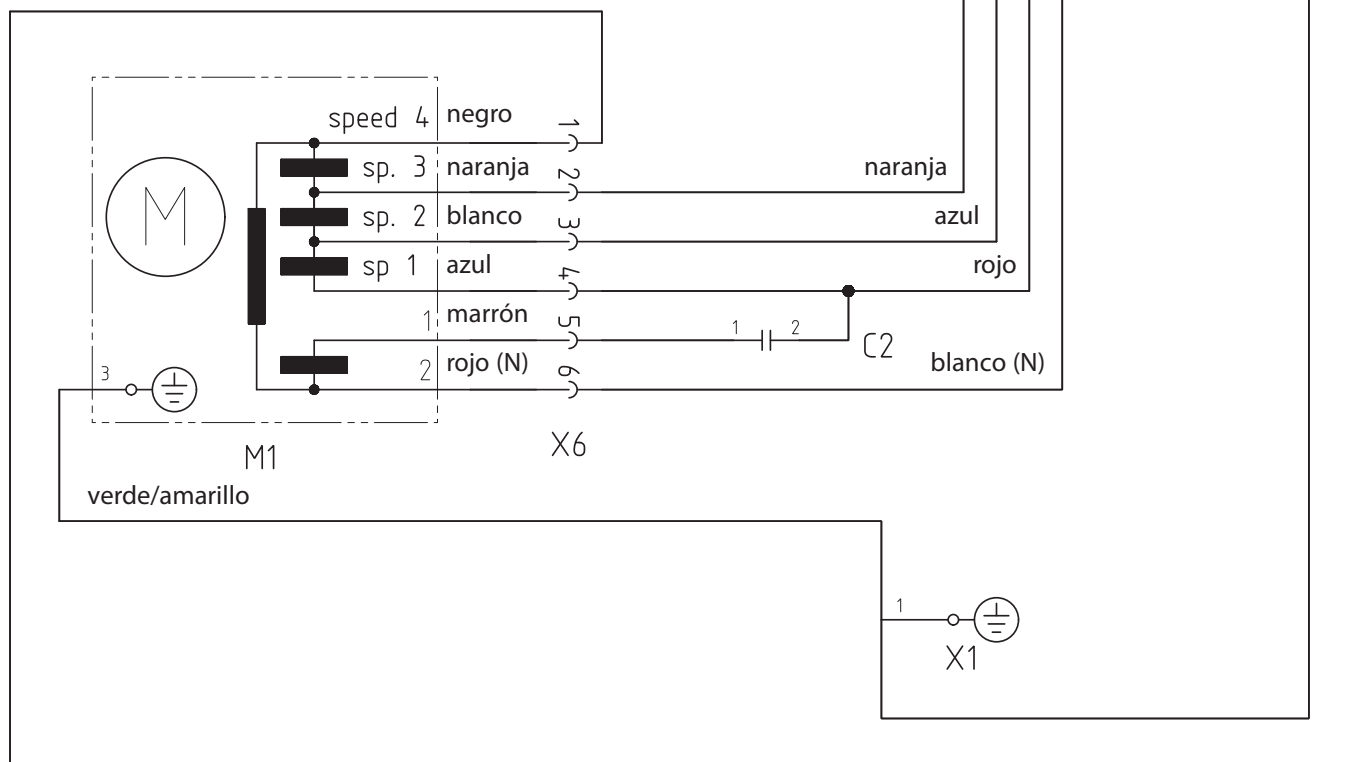 speed 4 negro 1
M sp. 3 naranja 2 naranja
sp. 2 blanco 3 azul
sp 1 azul 4 rojo
1 marrón 5 1 2 C2
3 2 rojo (N) 6 blanco (N)
M1 X6
verde/amarillo
1
X1